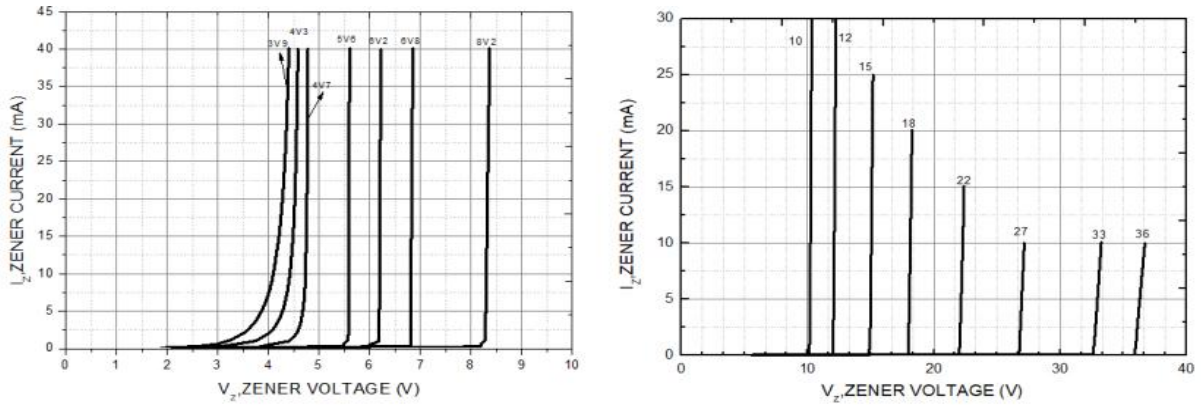 45
40
35
30
25
20
15
10
5
0
I_Z,ZENER CURRENT (mA)
3V9
4V3
4V7
5V6
6V2
6V8
8V2
0 1 2 3 4 5 6 7 8 9 10
V_Z,ZENER VOLTAGE (V)
30
25
20
15
10
5
0
I_Z,ZENER CURRENT (mA)
10
12
15
18
22
27
33
36
0 10 20 30 40
V_Z,ZENER VOLTAGE (V)